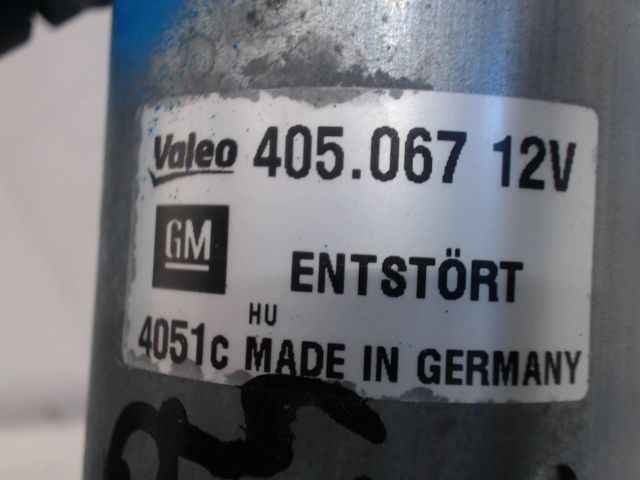 Valeo 405.067 12V
GM
ENTSTÖRT
HU
4051c MADE IN GERMANY